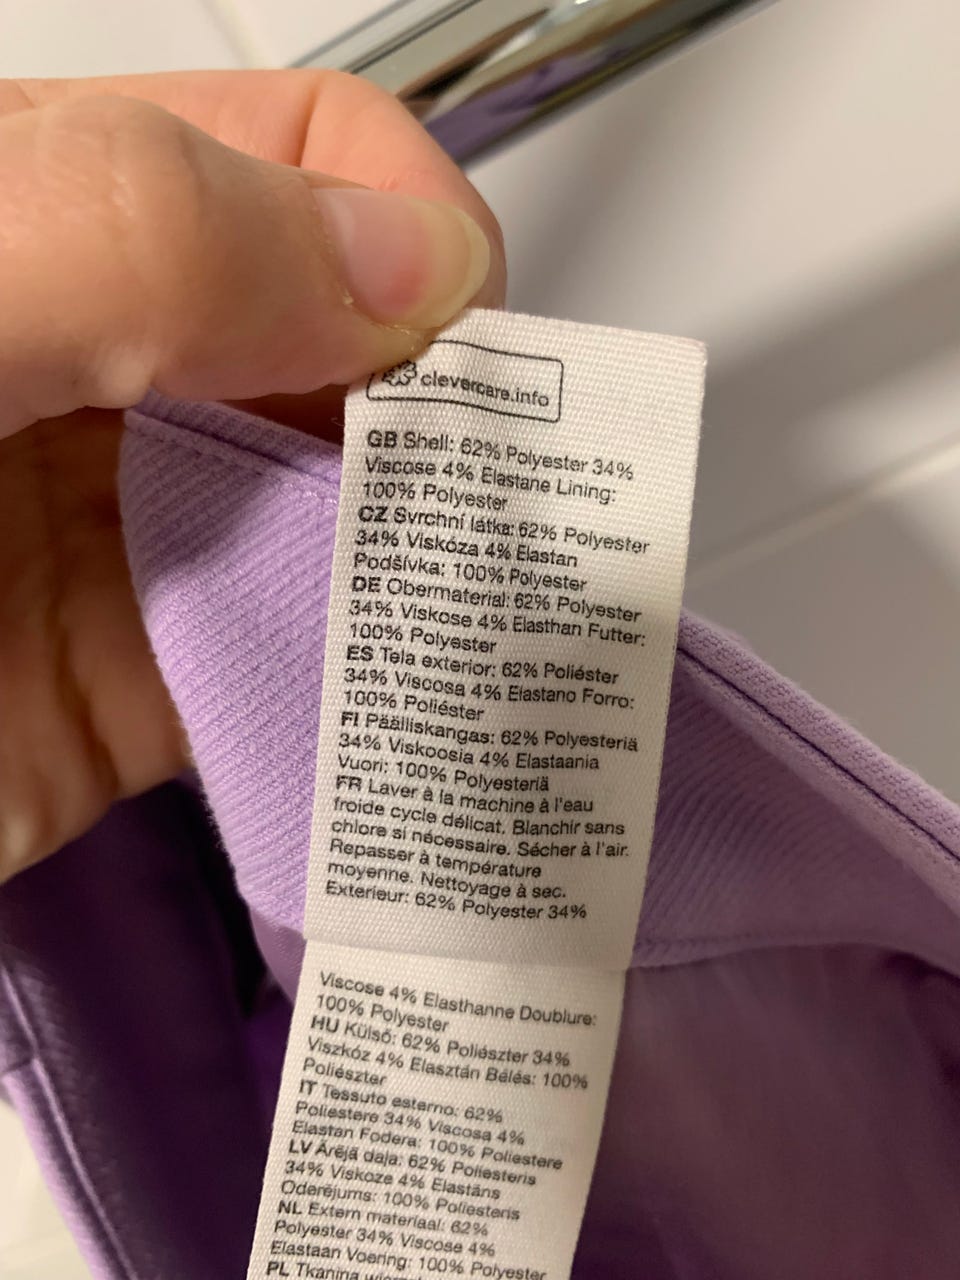 clevercare.info
GB Shell: 62% Polyester 34%
Viscose 4% Elastane Lining:
100% Polyester
CZ Svrchní látka: 62% Polyester
34% Viskóza 4% Elastan
Podšívka: 100% Polyester
DE Obermaterial: 62% Polyester
34% Viskose 4% Elasthan Futter:
100% Polyester
ES Tela exterior: 62% Poliéster
34% Viscosa 4% Elastano Forro:
100% Poliéster
FI Päälliskangas: 62% Polyesteriä
34% Viskoosia 4% Elastaania
Vuori: 100% Polyesteriä
FR Laver à la machine à l'eau
froide cycle délicat. Blanchir sans
chlore si nécessaire. Sécher à l'air.
Repasser à température
moyenne. Nettoyage à sec.
Exterieur: 62% Polyester 34%
Viscose 4% Elasthanne Doublure:
100% Polyester
HU Külső: 62% Poliészter 34%
Viszkóz 4% Elasztán Bélés: 100%
Poliészter
IT Tessuto esterno: 62%
Poliestere 34% Viscosa 4%
Elastan Fodera: 100% Poliestere
LV Ārējā daļa: 62% Poliesteris
34% Viskoze 4% Elastāns
Oderējums: 100% Poliesteris
NL Extern materiaal: 62%
Polyester 34% Viscose 4%
Elastaan Voering: 100% Polyester
PL Tkanina